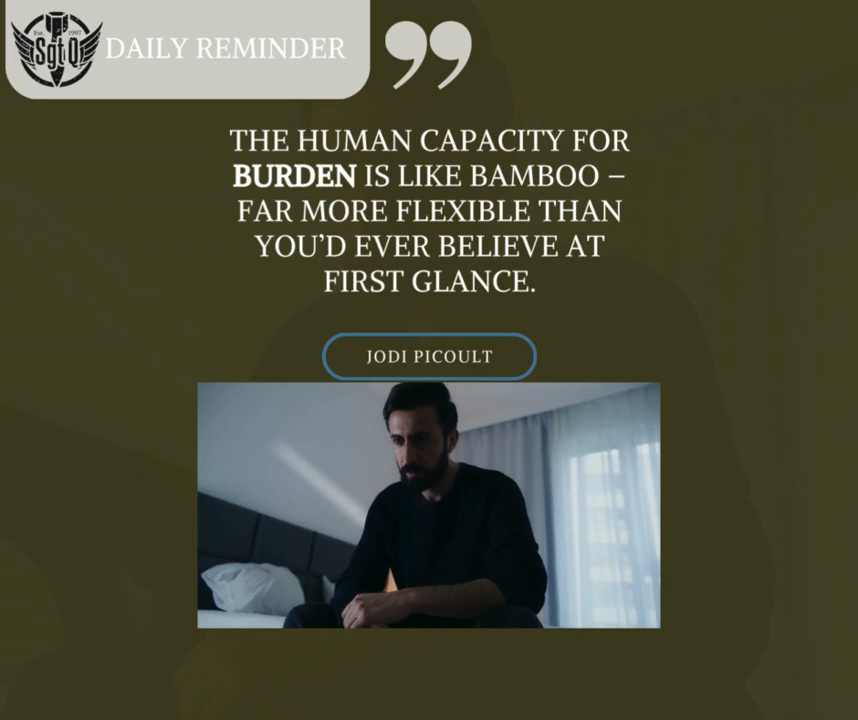 Est. 1997
SgtQ
DAILY REMINDER
THE HUMAN CAPACITY FOR
BURDEN IS LIKE BAMBOO –
FAR MORE FLEXIBLE THAN
YOU’D EVER BELIEVE AT
FIRST GLANCE.
JODI PICOULT